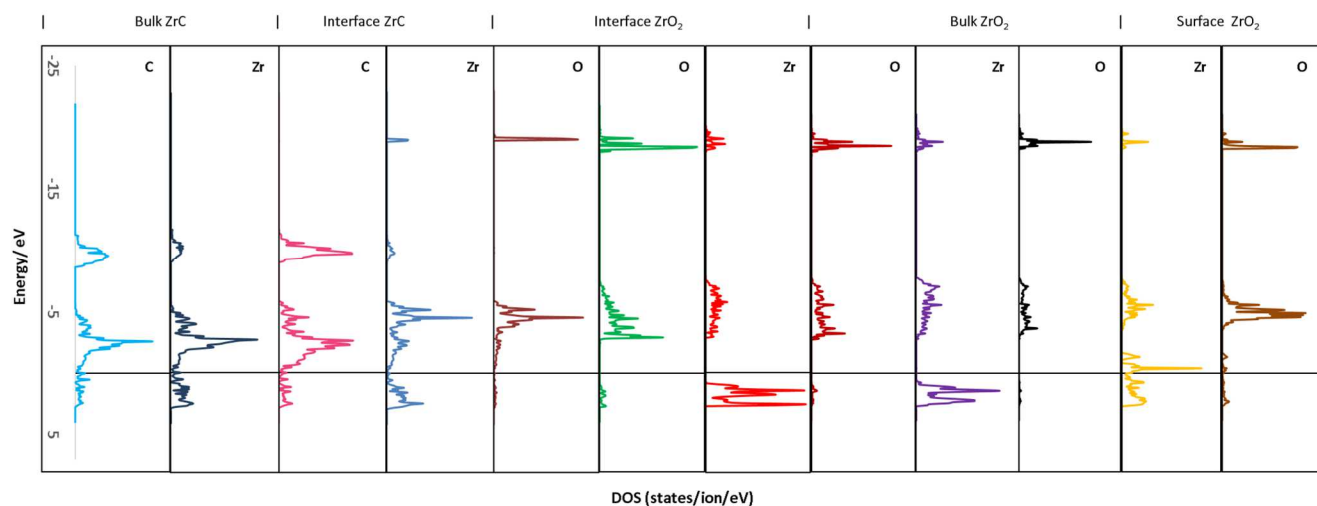 | Bulk ZrC | Interface ZrC | Interface ZrO₂ | Bulk ZrO₂ | Surface ZrO₂
C Zr C Zr O O Zr O Zr O Zr O
-25
-15
-5
5
Energy/ eV
DOS (states/ion/eV)